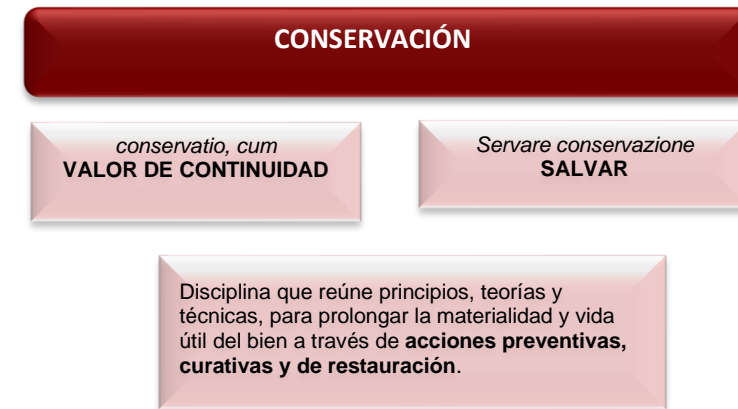 CONSERVACIÓN
conservatio, cum
VALOR DE CONTINUIDAD
Servare conservazione
SALVAR
Disciplina que reúne principios, teorías y
técnicas, para prolongar la materialidad y vida
útil del bien a través de acciones preventivas,
curativas y de restauración.